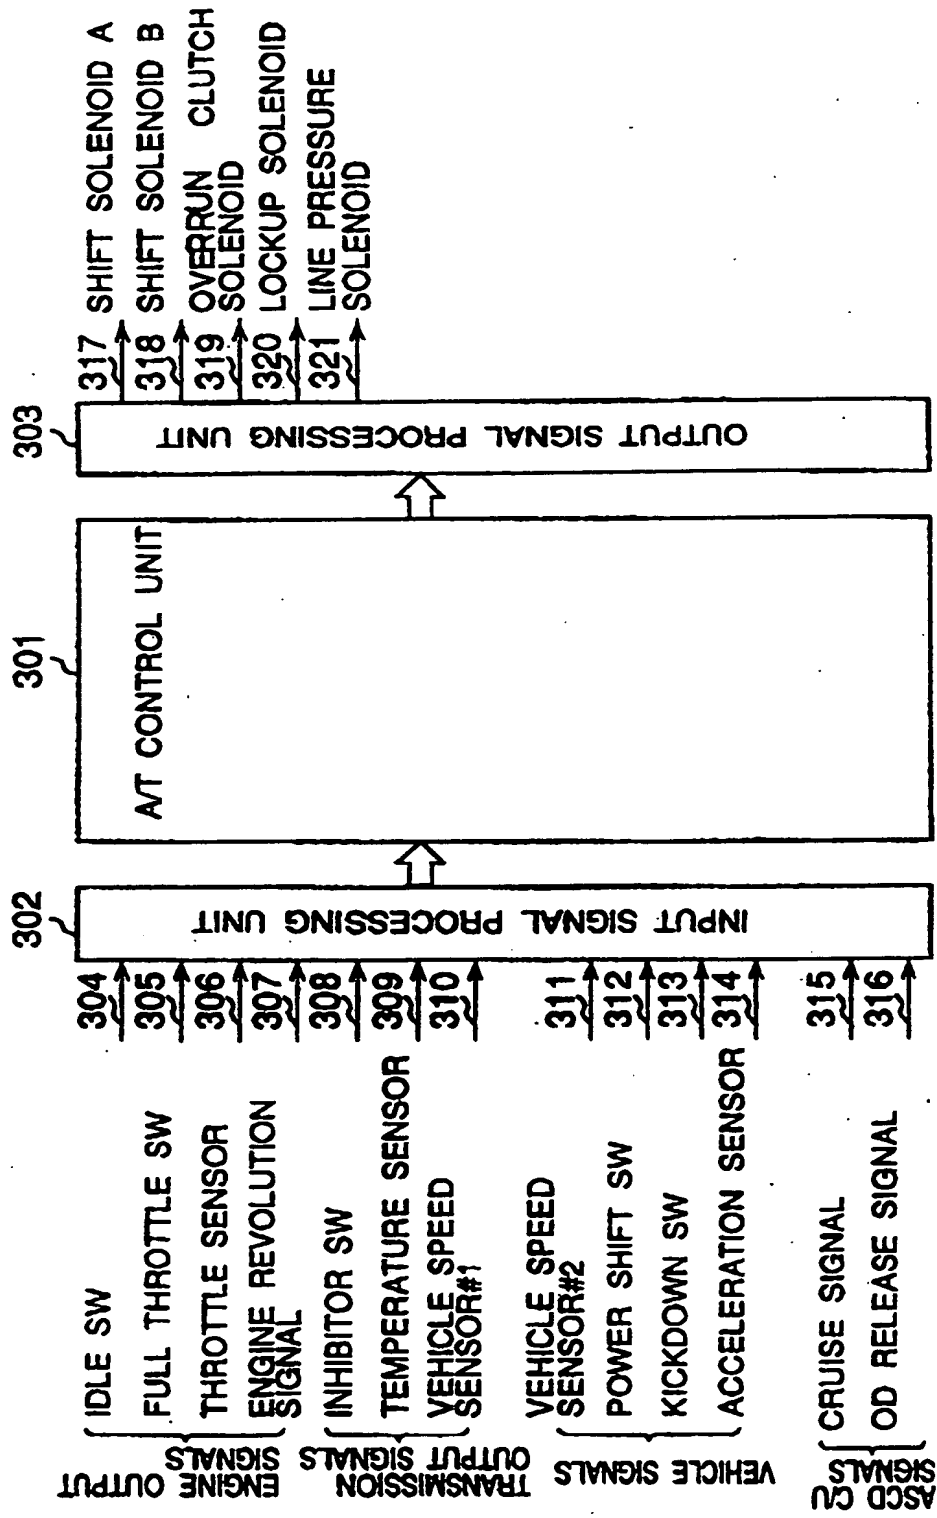 302
301
303
INPUT SIGNAL PROCESSING UNIT
A/T CONTROL UNIT
OUTPUT SIGNAL PROCESSING UNIT
ENGINE OUTPUT
SIGNALS
IDLE SW
304
FULL THROTTLE SW
305
THROTTLE SENSOR
306
ENGINE REVOLUTION
SIGNAL
307
TRANSMISSION
OUTPUT SIGNALS
INHIBITOR SW
308
TEMPERATURE SENSOR
309
VEHICLE SPEED
SENSOR#1
310
VEHICLE SIGNALS
VEHICLE SPEED
SENSOR#2
311
POWER SHIFT SW
312
KICKDOWN SW
313
ACCELERATION SENSOR
314
ASCD C/U
SIGNALS
CRUISE SIGNAL
315
OD RELEASE SIGNAL
316
317
SHIFT SOLENOID A
318
SHIFT SOLENOID B
319
OVERRUN CLUTCH
SOLENOID
320
LOCKUP SOLENOID
321
LINE PRESSURE
SOLENOID